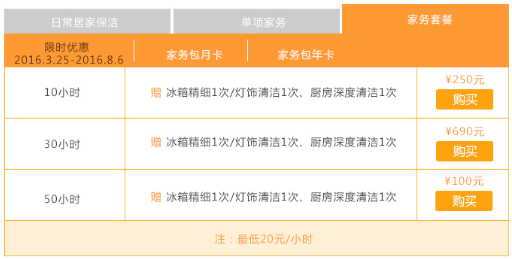 日常居家保洁 单项家务 家务套餐
限时优惠 家务包月卡 家务包年卡
2016.3.25-2016.8.6
10小时 赠 冰箱精细1次/灯饰清洁1次、厨房深度清洁1次 ¥250元
购买
30小时 赠 冰箱精细1次/灯饰清洁1次、厨房深度清洁1次 ¥690元
购买
50小时 赠 冰箱精细1次/灯饰清洁1次、厨房深度清洁1次 ¥100元
购买
注：最低20元/小时